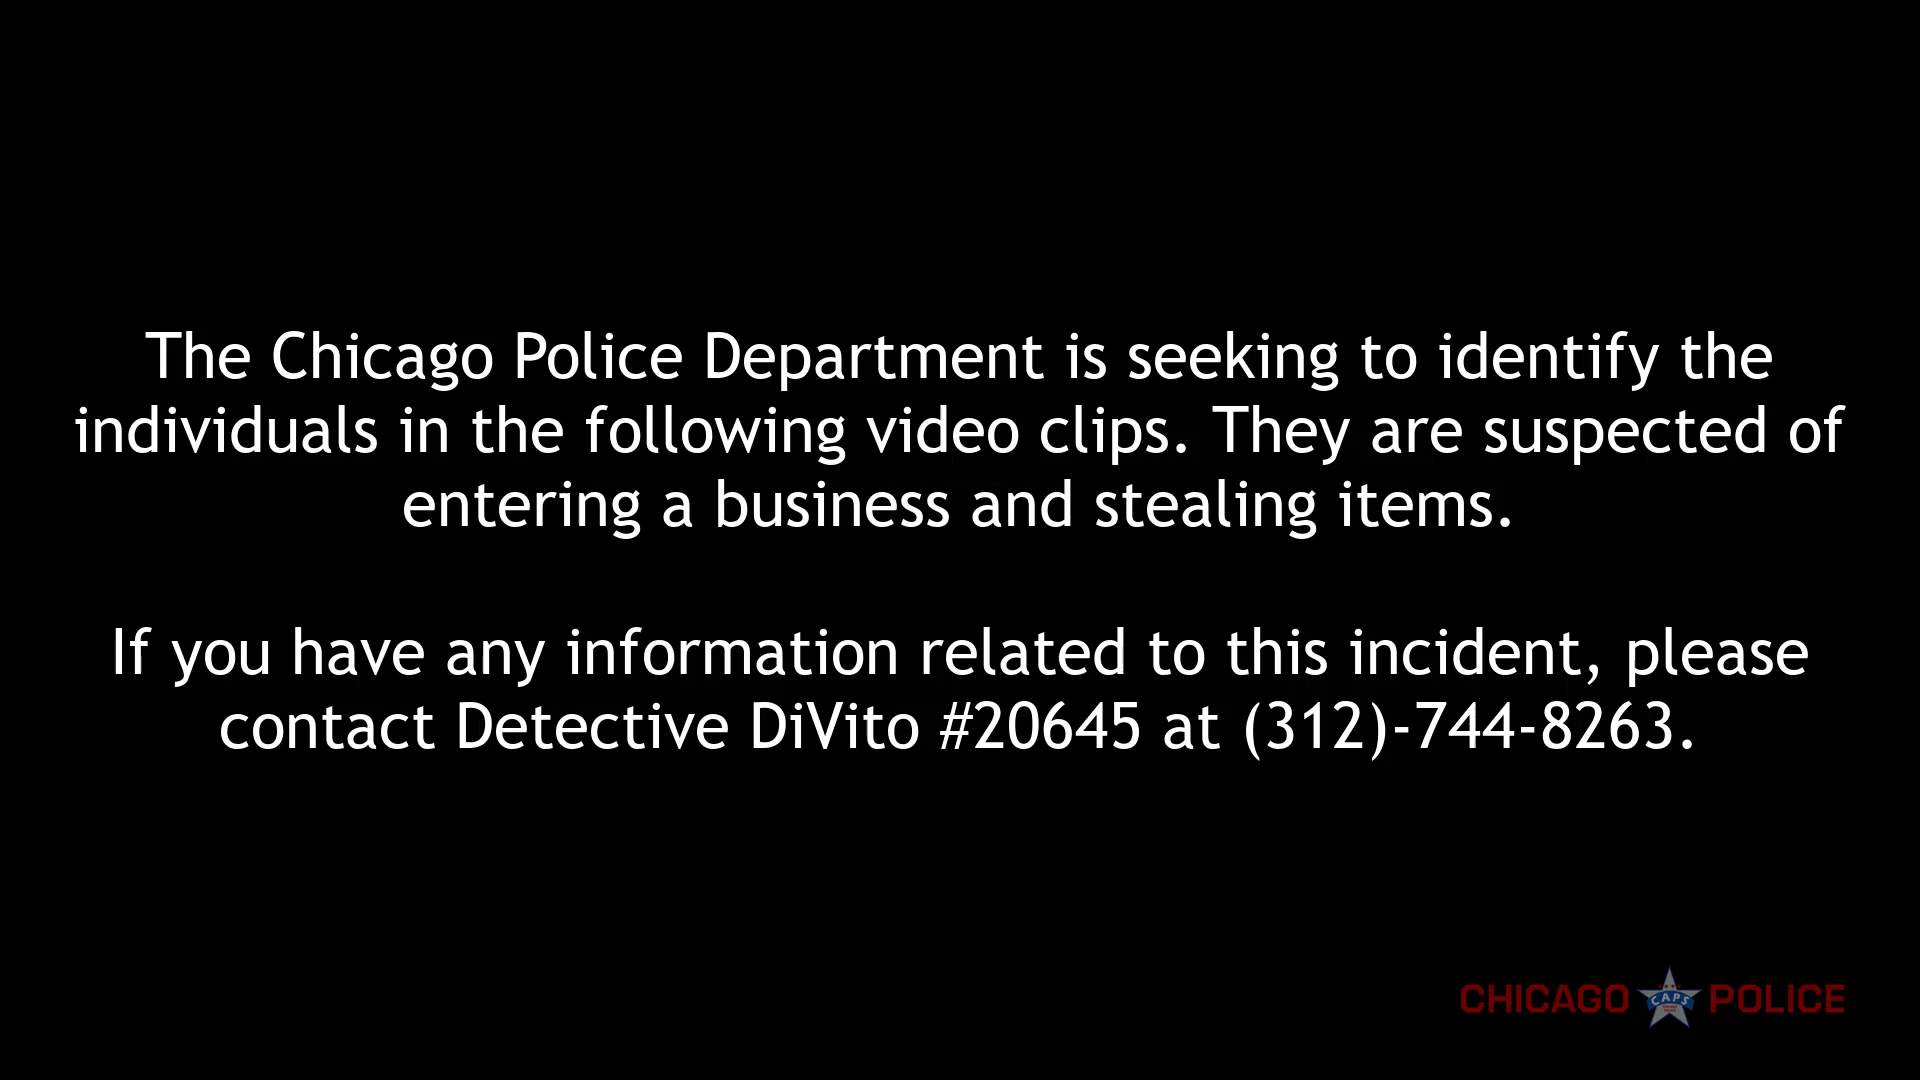 The Chicago Police Department is seeking to identify the
individuals in the following video clips. They are suspected of
entering a business and stealing items.
If you have any information related to this incident, please
contact Detective DiVito #20645 at (312)-744-8263.
CHICAGO CAPS POLICE